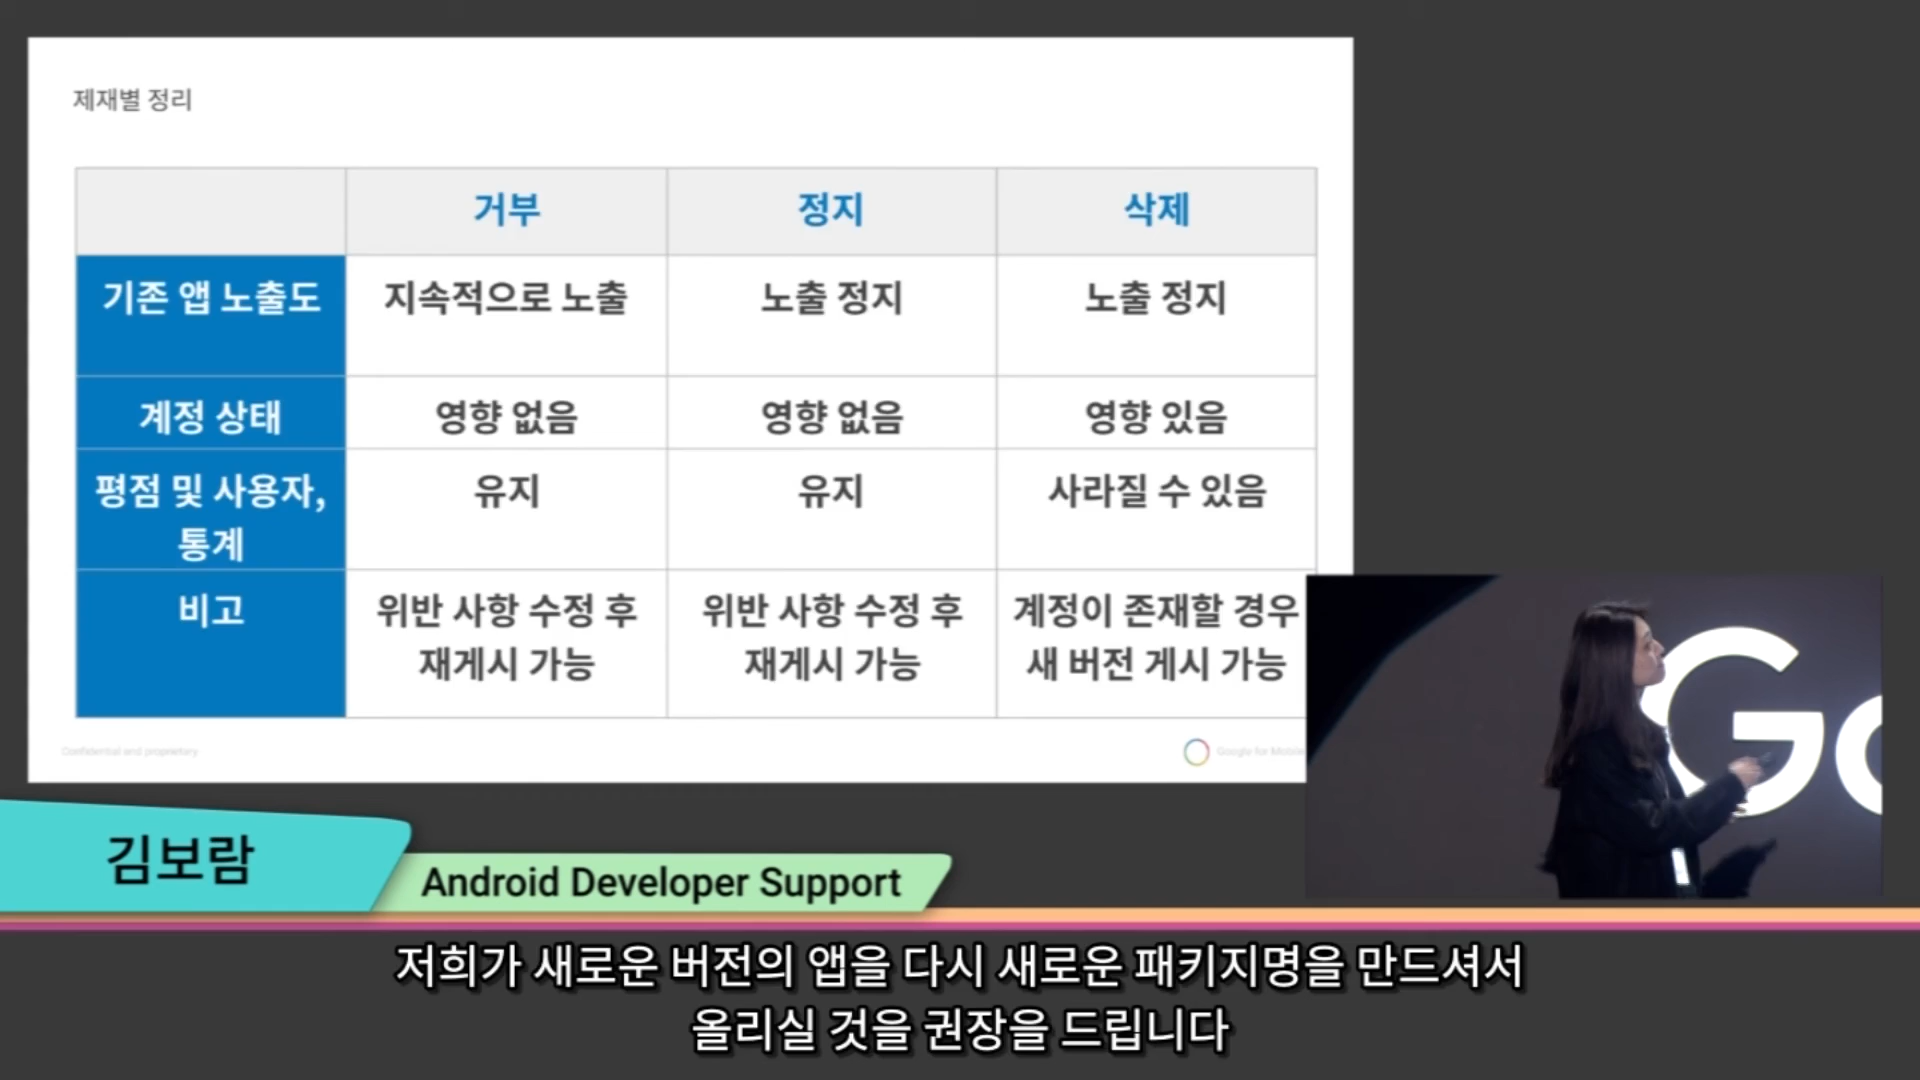 제재별 정리
거부 정지 삭제
기존 앱 노출도 지속적으로 노출 노출 정지 노출 정지
계정 상태 영향 없음 영향 없음 영향 있음
평점 및 사용자, 유지 유지 사라질 수 있음
통계
비고 위반 사항 수정 후 위반 사항 수정 후 계정이 존재할 경우
재게시 가능 재게시 가능 새 버전 게시 가능
Confidential and proprietary
Google for Mobile
Go
김보람
Android Developer Support
저희가 새로운 버전의 앱을 다시 새로운 패키지명을 만드셔서
올리실 것을 권장을 드립니다